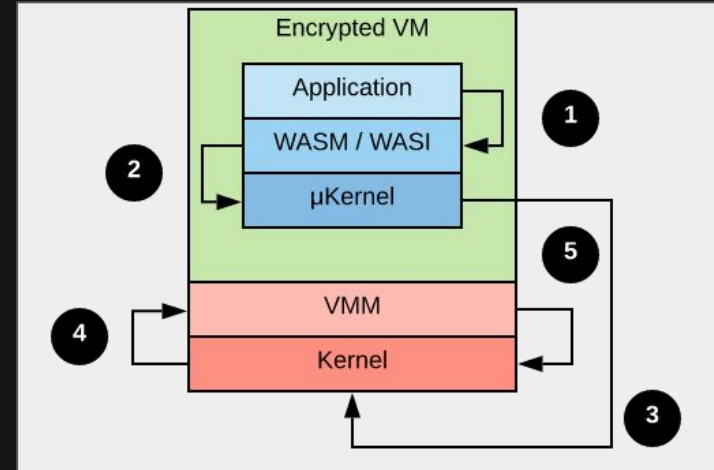 Encrypted VM
Application
1
WASM / WASI
2
μKernel
5
VMM
4
Kernel
3